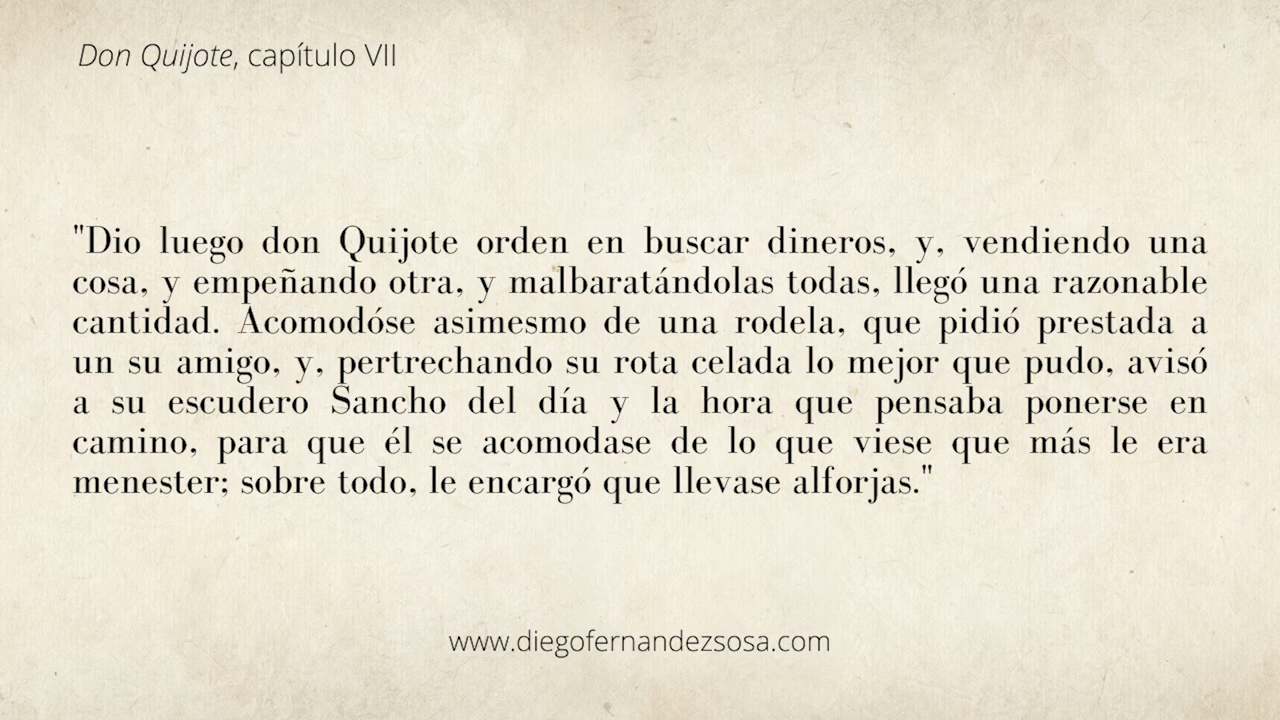 Don Quijote, capítulo VII
"Dio luego don Quijote orden en buscar dineros, y, vendiendo una
cosa, y empeñando otra, y malbaratándolas todas, llegó una razonable
cantidad. Acomodóse asimesmo de una rodela, que pidió prestada a
un su amigo, y, pertrechando su rota celada lo mejor que pudo, avisó
a su escudero Sancho del día y la hora que pensaba ponerse en
camino, para que él se acomodase de lo que viese que más le era
menester; sobre todo, le encargó que llevase alforjas."
www.diegofernandezsosa.com